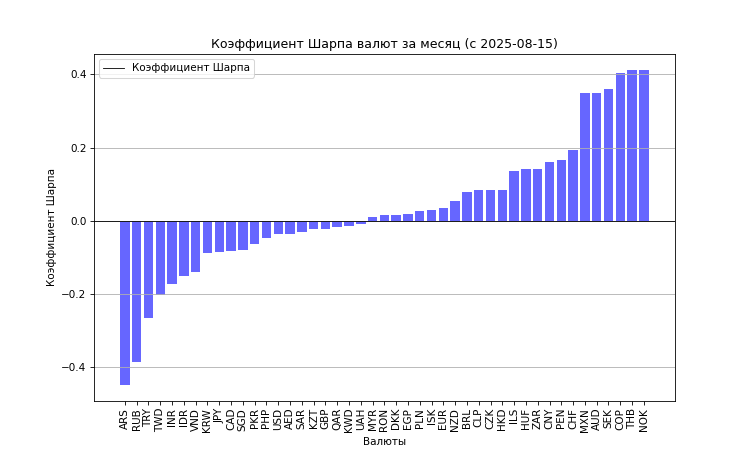 Коэффициент Шарпа валют за месяц (с 2025-08-15)
Коэффициент Шарпа
0.4
0.2
0.0
−0.2
−0.4
Коэффициент Шарпа
ARS RUB TRY TWD INR IDR VND KRW JPY CAD SGD PKR PHP USD AED SAR KZT GBP QAR KWD UAH MYR RON DKK EGP PLN ISK EUR NZD BRL CLP CZK HKD ILS HUF ZAR CNY PEN CHF MXN AUD SEK COP THB NOK
Валюты